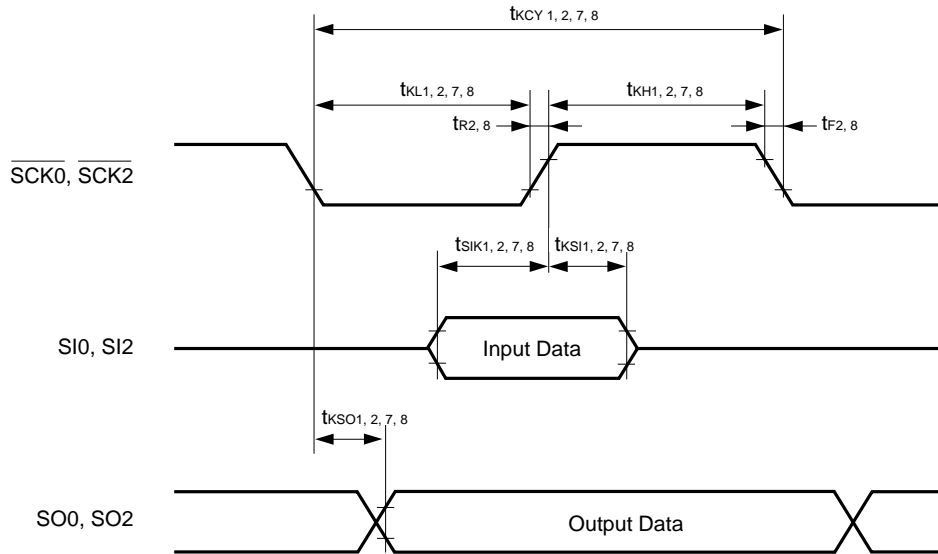 tKCY 1, 2, 7, 8
tKL1, 2, 7, 8
tKH1, 2, 7, 8
tR2, 8
tF2, 8
SCK0, SCK2
tSIK1, 2, 7, 8
tKSI1, 2, 7, 8
SI0, SI2
Input Data
tKSO1, 2, 7, 8
SO0, SO2
Output Data